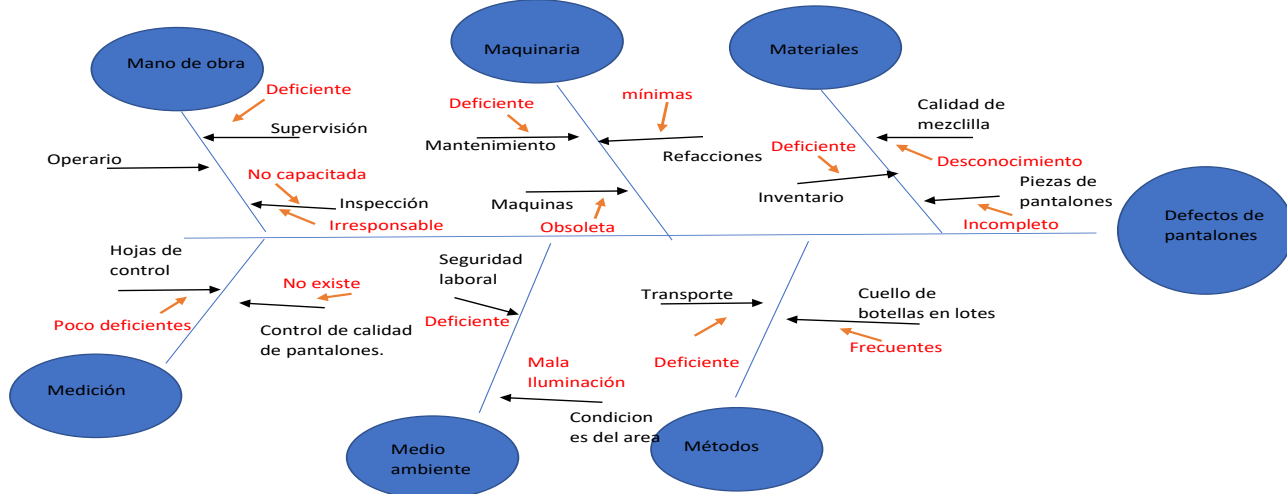 Mano de obra
Deficiente
Supervisión
Operario
No capacitada
Inspección
Irresponsable
Maquinaria
Deficiente
mínimas
Mantenimiento
Refacciones
Maquinas
Obsoleta
Materiales
Calidad de
mezclilla
Deficiente
Desconocimiento
Inventario
Piezas de
pantalones
Incompleto
Defectos de
pantalones
Hojas de
control
No existe
Poco deficientes
Control de calidad
de pantalones.
Medición
Seguridad
laboral
Deficiente
Mala
Iluminación
Condicion
es del area
Medio
ambiente
Transporte
Cuello de
botellas en lotes
Deficiente
Frecuentes
Métodos